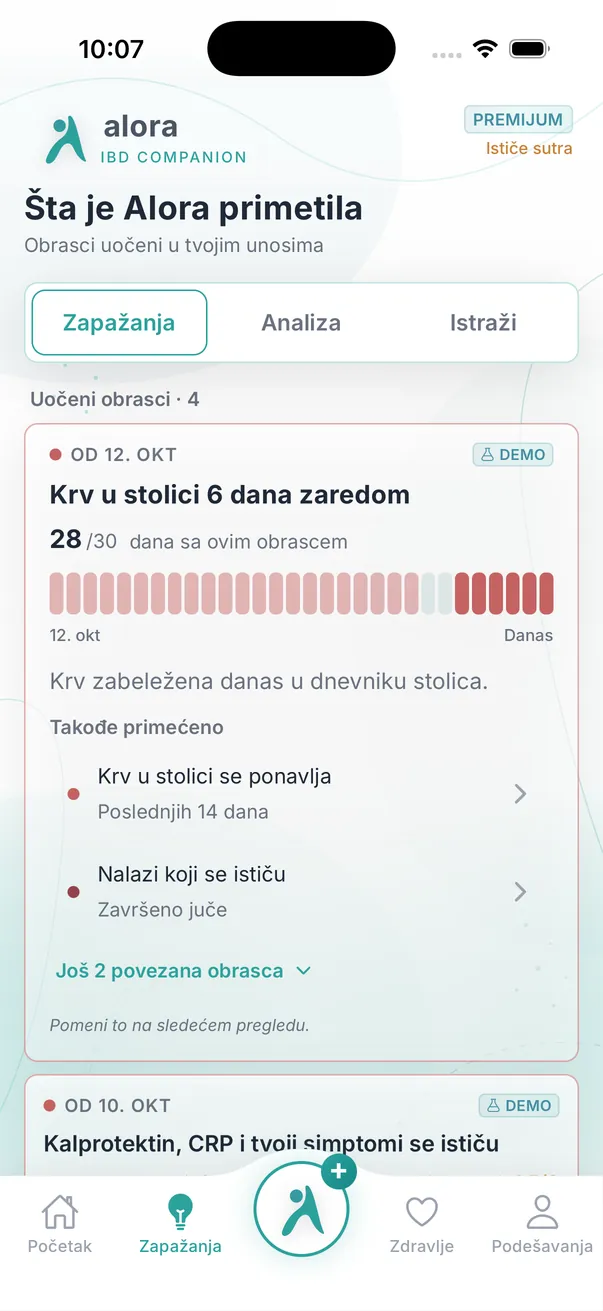 10:07
alora
IBD COMPANION
PREMIJUM
Ističe sutra
Šta je Alora primetila
Obrasci uočeni u tvojim unosima
Zapažanja
Analiza
Istraži
Uočeni obrasci · 4
OD 12. OKT
DEMO
Krv u stolici 6 dana zaredom
28/30 dana sa ovim obrascem
12. okt
Danas
Krv zabeležena danas u dnevniku stolica.
Takođe primećeno
Krv u stolici se ponavlja
Poslednjih 14 dana
Nalazi koji se ističu
Završeno juče
Još 2 povezana obrasca
Pomeni to na sledećem pregledu.
OD 10. OKT
DEMO
Kalprotektin, CRP i tvoji simptomi se ističu
Početak
Zapažanja
Zdravlje
Podešavanja